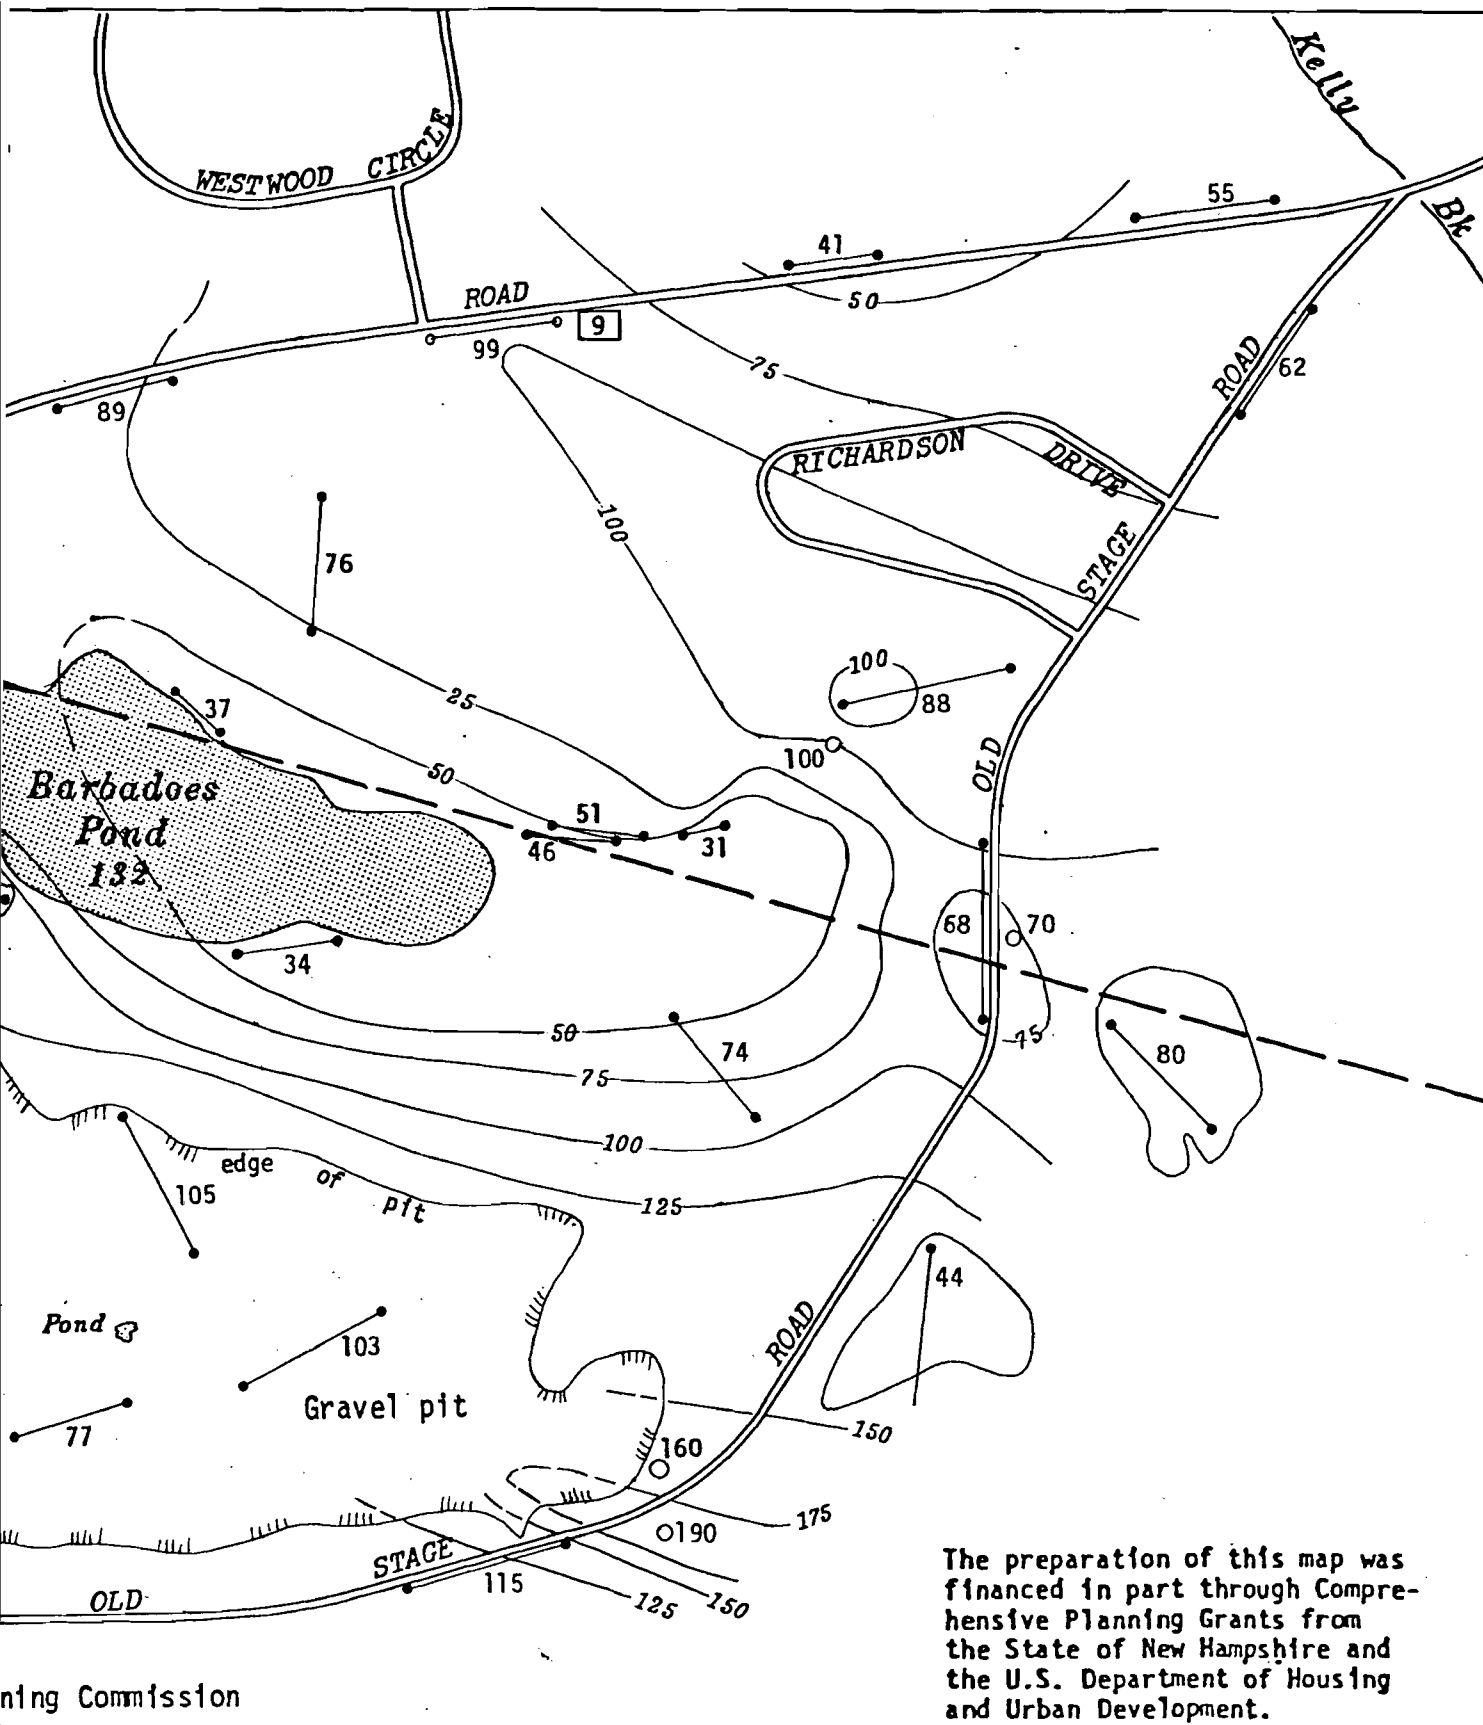 Kelly
Bk
WESTWOOD CIRCLE
55
41
50
ROAD
9
99
75
89
ROAD
62
RICHARDSON DRIVE
100
STAGE
76
100
88
37
25
100
OLD
50
Barbadoes
Pond
132
51
46
31
68
70
34
50
74
75
75
80
100
edge of pit
105
125
44
Pond
103
ROAD
77
Gravel pit
150
160
175
190
STAGE
115
125
150
OLD
The preparation of this map was
financed in part through Compre-
hensive Planning Grants from
the State of New Hampshire and
the U.S. Department of Housing
and Urban Development.
ning Commission